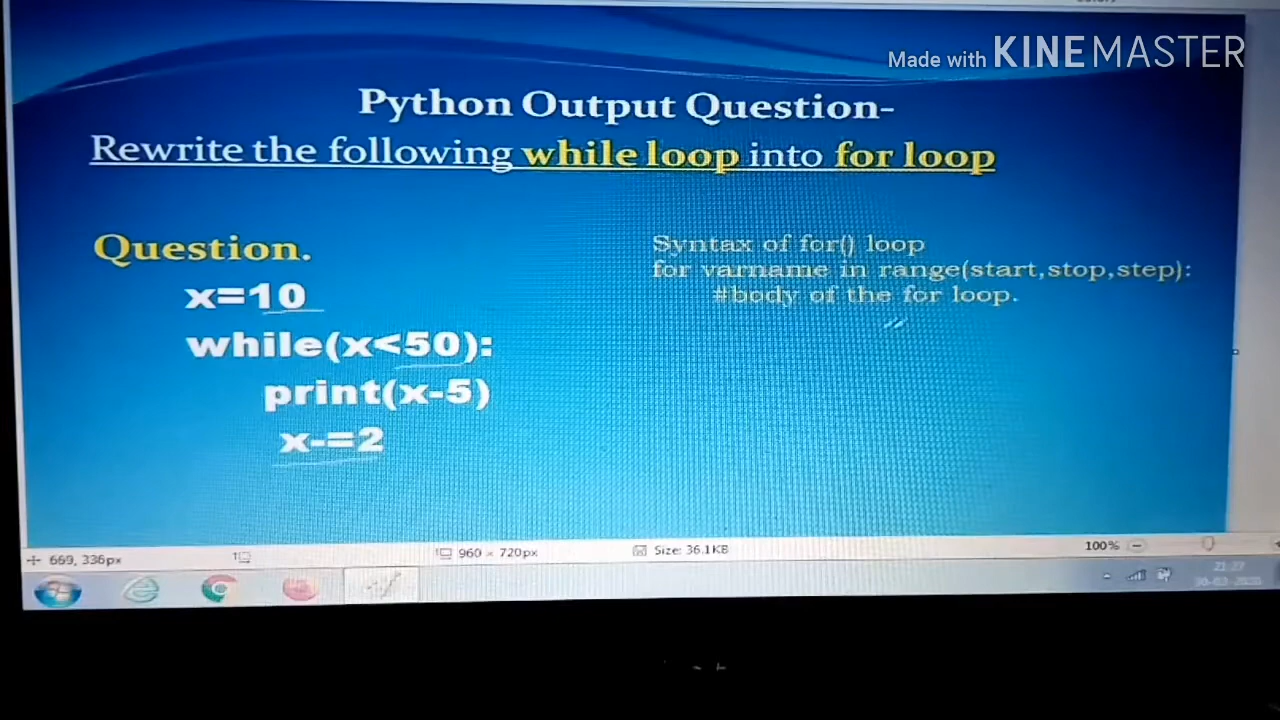 Made with KINEMASTER
Python Output Question-
Rewrite the following while loop into for loop
Question.
x=10
while(x<50):
print(x-5)
x-=2
Syntax of for() loop
for varname in range(start,stop,step):
#body of the for loop.
669, 336px
960 × 720px
Size: 36.1KB
100%
21:27